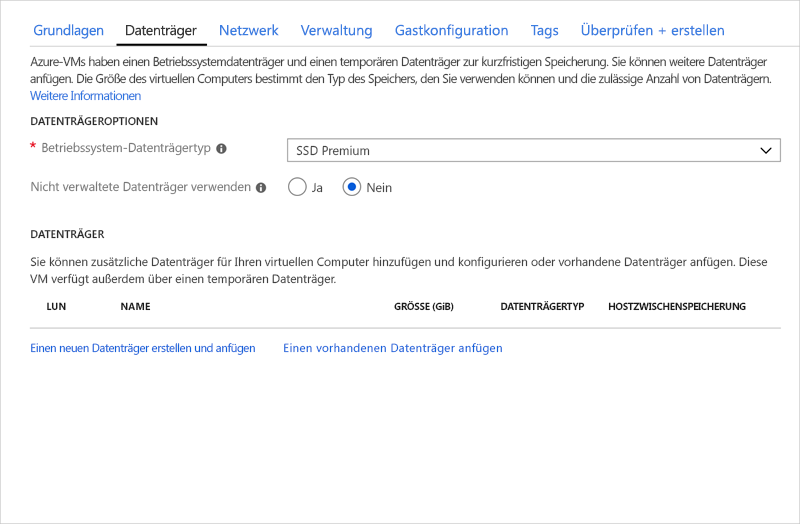 Grundlagen Datenträger Netzwerk Verwaltung Gastkonfiguration Tags Überprüfen + erstellen
Azure-VMs haben einen Betriebssystemdatenträger und einen temporären Datenträger zur kurzfristigen Speicherung. Sie können weitere Datenträger
anfügen. Die Größe des virtuellen Computers bestimmt den Typ des Speichers, den Sie verwenden können und die zulässige Anzahl von Datenträgern.
Weitere Informationen
DATENTRÄGEROPTIONEN
* Betriebssystem-Datenträgertyp SSD Premium
Nicht verwaltete Datenträger verwenden Ja Nein
DATENTRÄGER
Sie können zusätzliche Datenträger für Ihren virtuellen Computer hinzufügen und konfigurieren oder vorhandene Datenträger anfügen. Diese
VM verfügt außerdem über einen temporären Datenträger.
LUN NAME GRÖSSE (GiB) DATENTRÄGERTYP HOSTZWISCHENSPEICHERUNG
Einen neuen Datenträger erstellen und anfügen Einen vorhandenen Datenträger anfügen